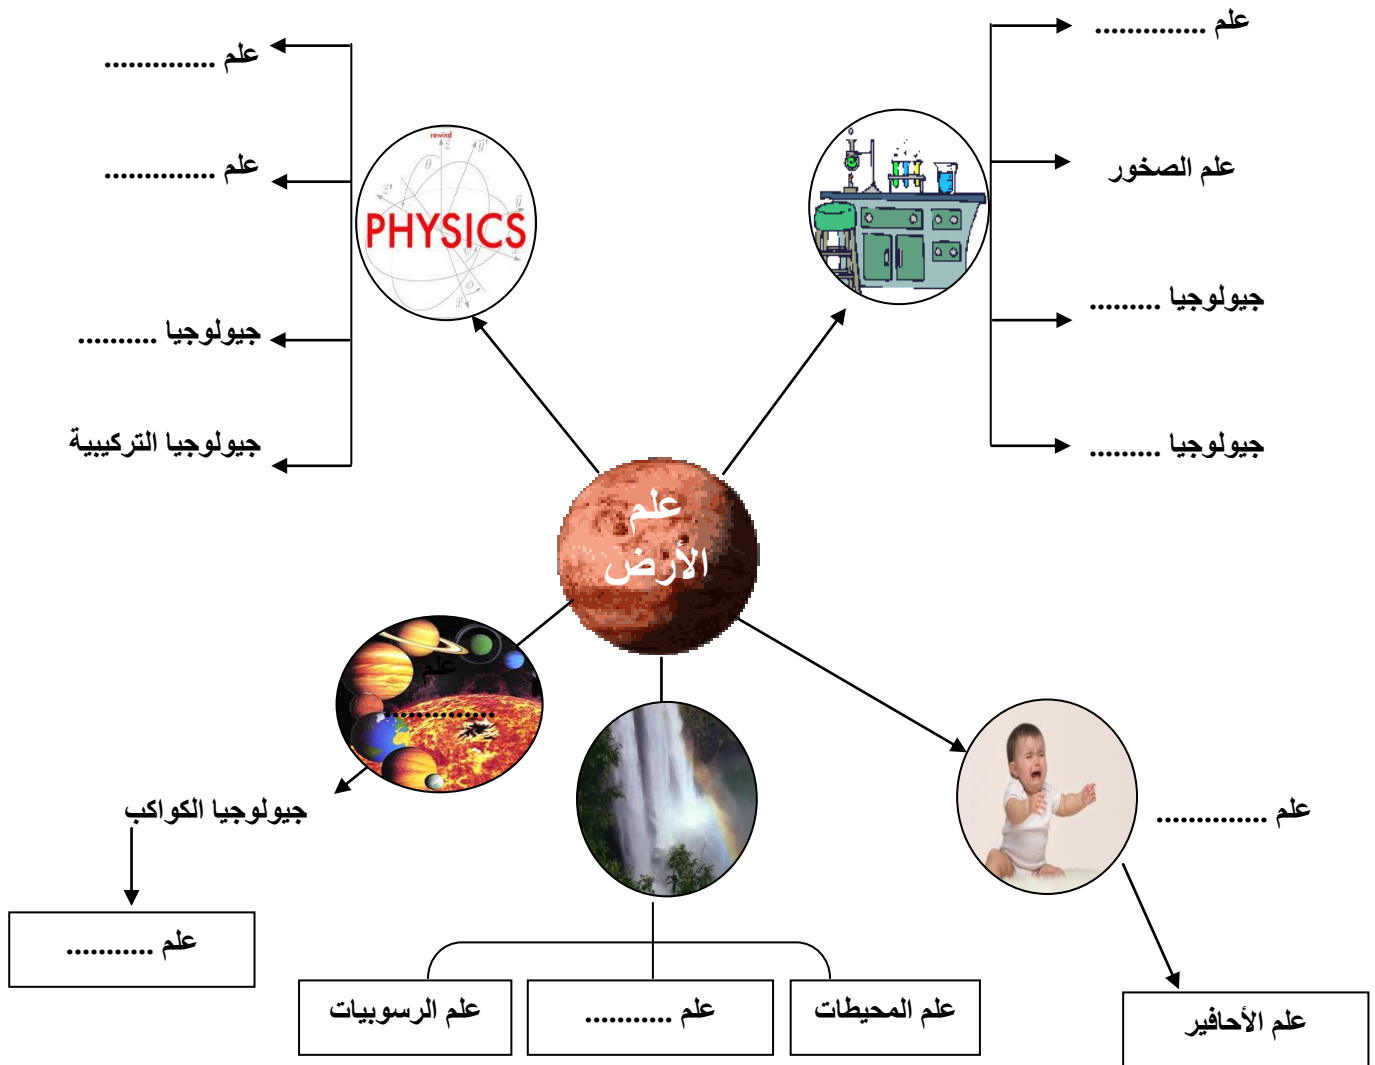 علم ..............
علم الصخور
جيولوجيا .........
جيولوجيا .........
علم ..............
علم ..............
جيولوجيا ..........
جيولوجيا التركيبية
rewind
PHYSICS
علم
الأرض
علم
..............
جيولوجيا الكواكب
علم ...........
علم ..............
علم الأحافير
علم المحيطات
علم ...........
علم الرسوبيات